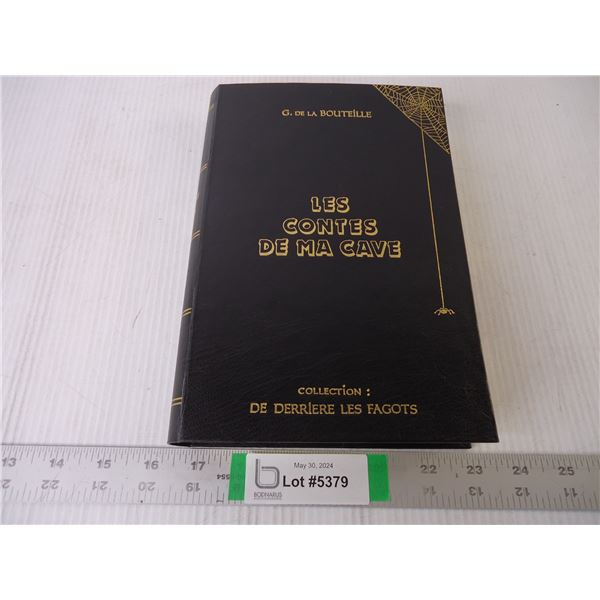 G. DE LA BOUTEILLE
LES
CONTES
DE MA CAVE
COLLECTION :
DE DERRIERE LES FAGOTS
13 14 15 16 17 22 23 24 25
May 30, 2024
Lot #5379
BODNARUS